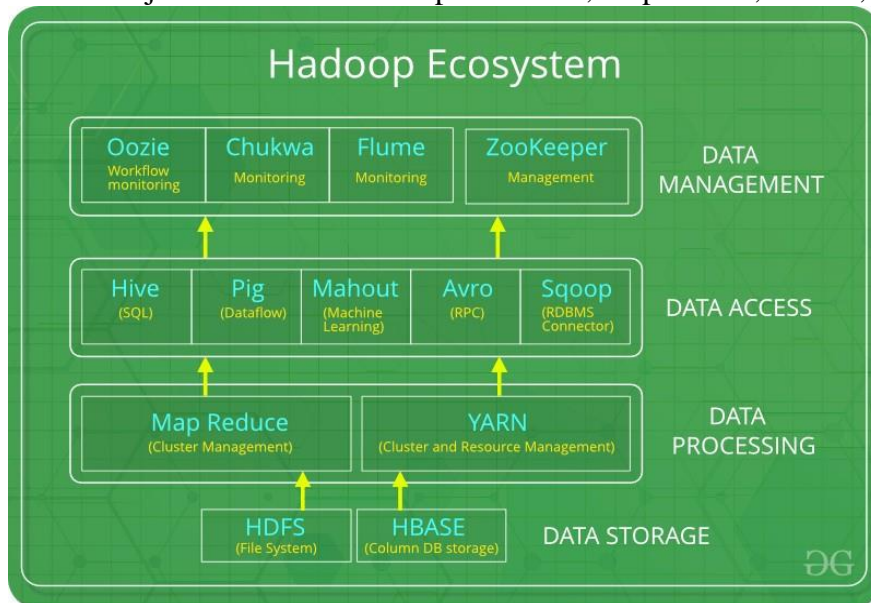 Hadoop Ecosystem
Oozie
Workflow
monitoring
Chukwa
Monitoring
Flume
Monitoring
ZooKeeper
Management
DATA
MANAGEMENT
Hive
(SQL)
Pig
(Dataflow)
Mahout
(Machine
Learning)
Avro
(RPC)
Sqoop
(RDBMS
Connector)
DATA ACCESS
Map Reduce
(Cluster Management)
YARN
(Cluster and Resource Management)
DATA
PROCESSING
HDFS
(File System)
HBASE
(Column DB storage)
DATA STORAGE